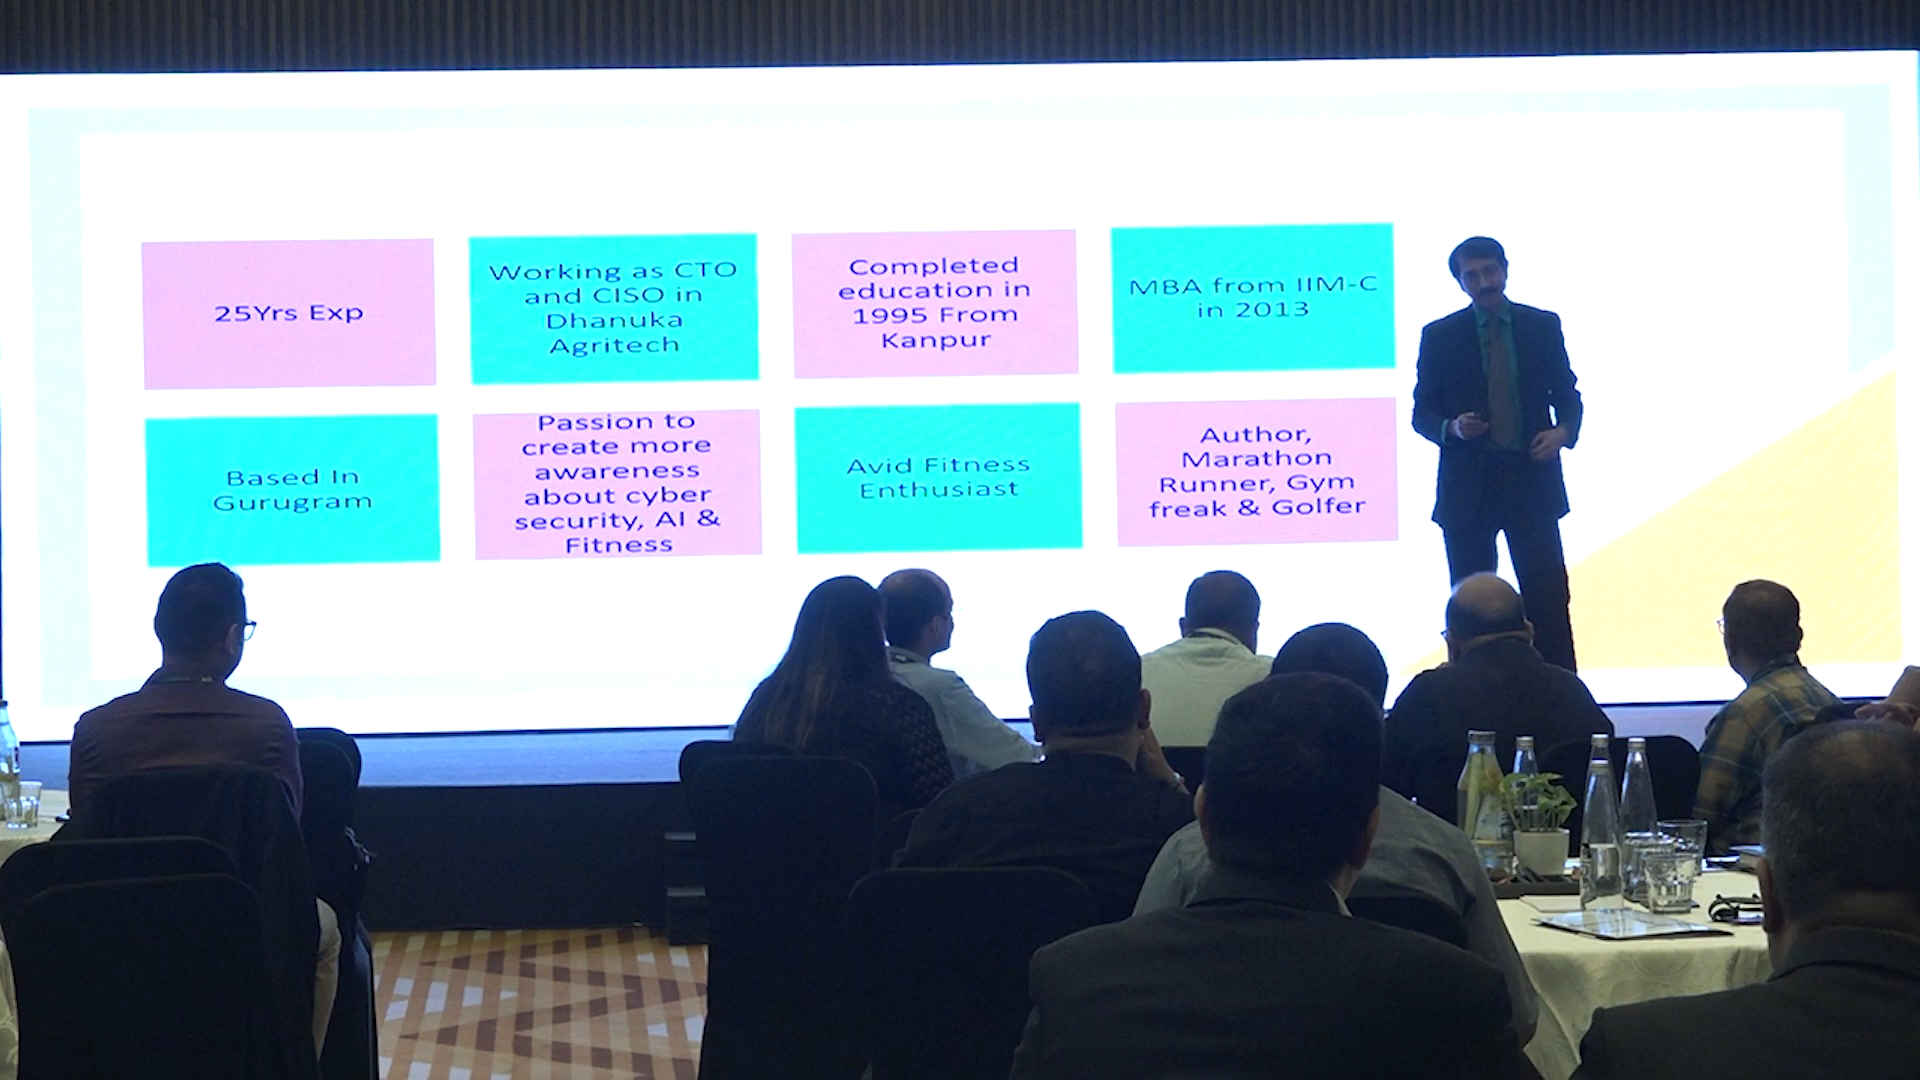 25Yrs Exp
Working as CTO
and CISO in
Dhanuka
Agritech
Completed
education in
1995 From
Kanpur
MBA from IIM-C
in 2013
Based In
Gurugram
Passion to
create more
awareness
about cyber
security, AI &
Fitness
Avid Fitness
Enthusiast
Author,
Marathon
Runner, Gym
freak & Golfer